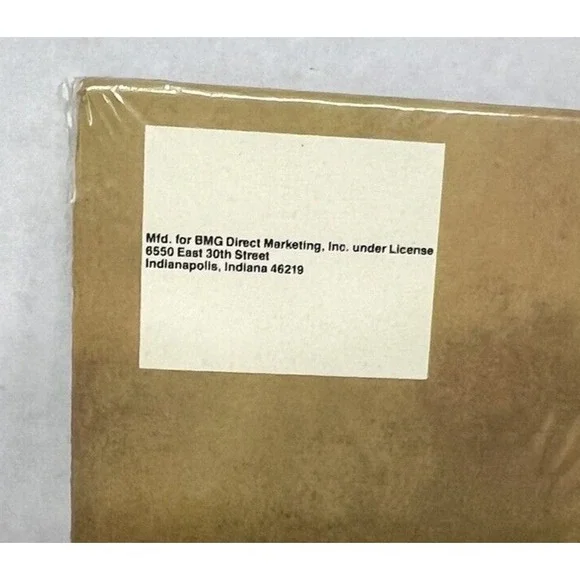 Mfd. for BMG Direct Marketing, Inc. under License
6550 East 30th Street
Indianapolis, Indiana 46219